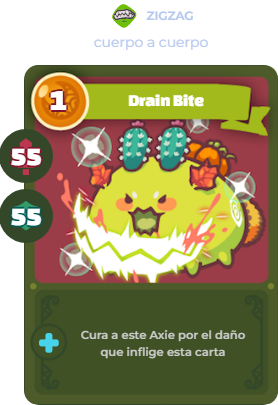 ZIGZAG
cuerpo a cuerpo
1
Drain Bite
55
55
Cura a este Axie por el daño
que inflige esta carta